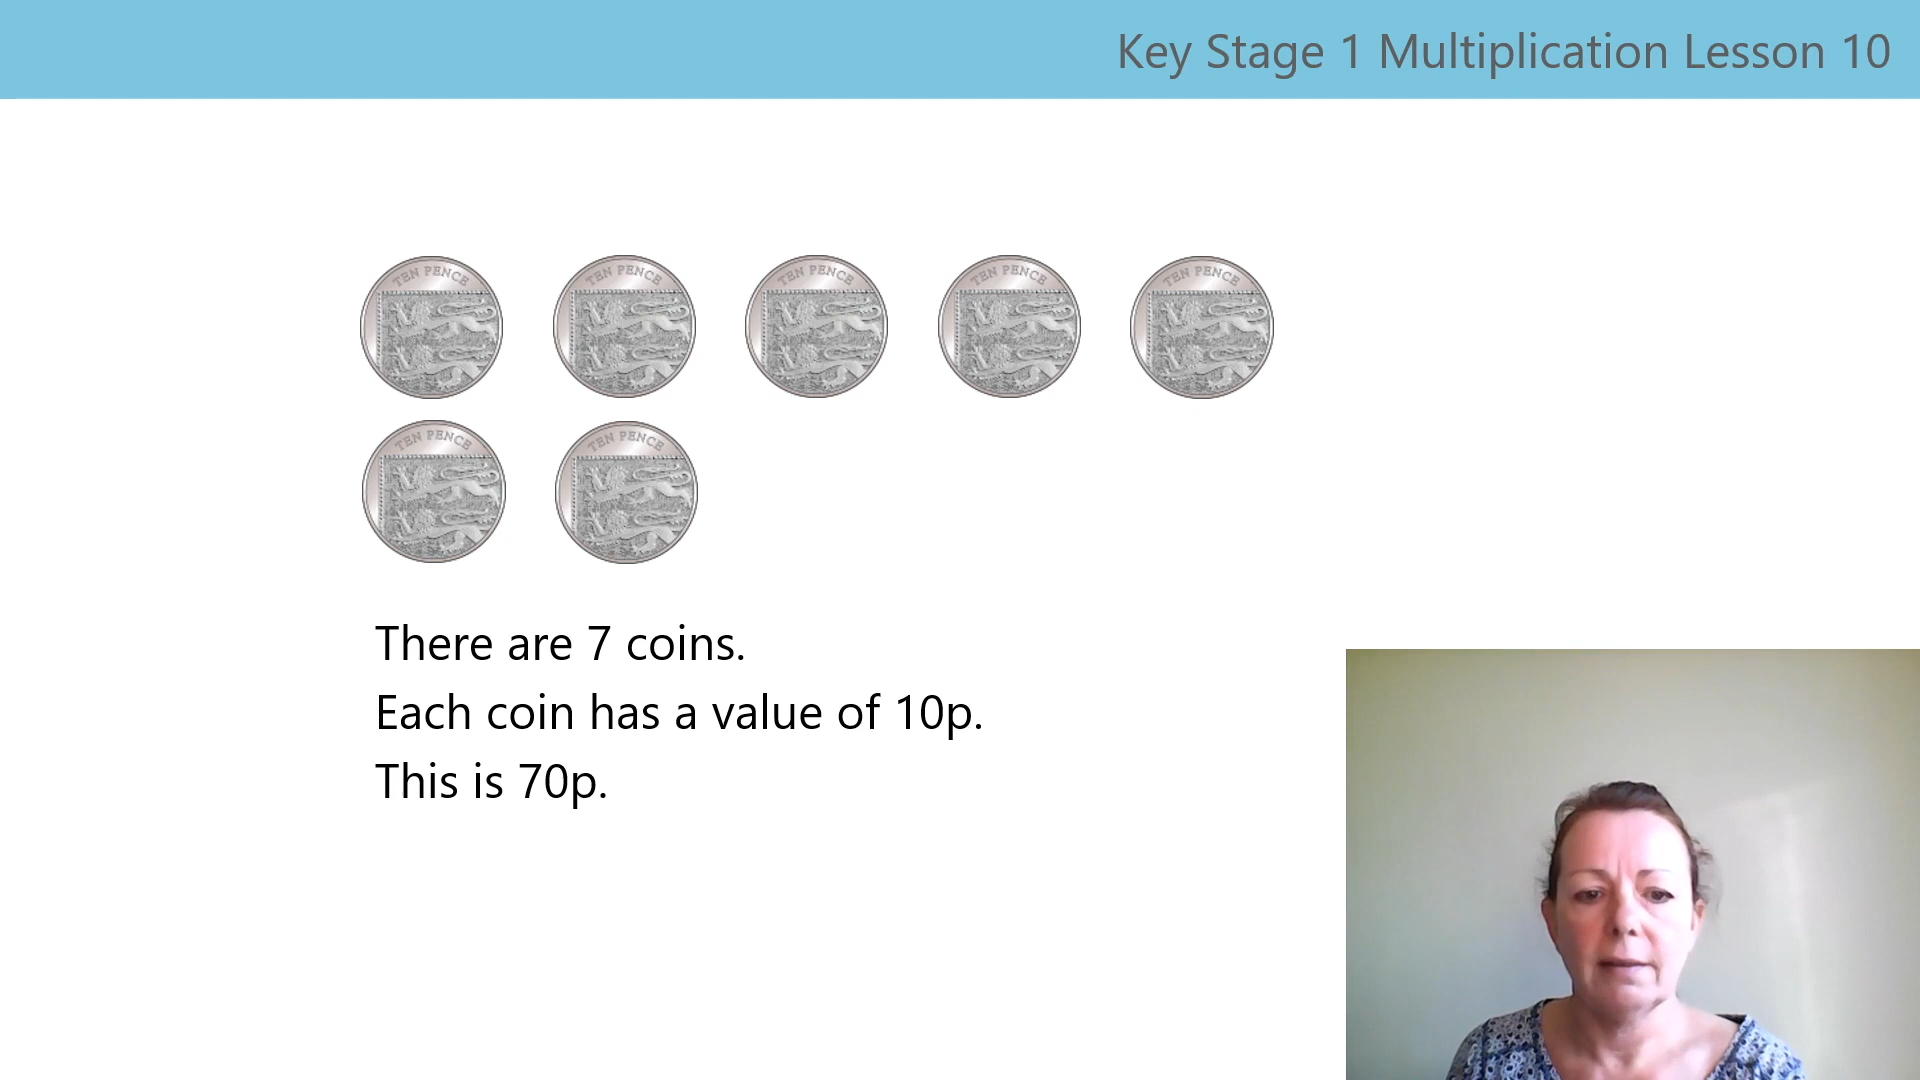 Key Stage 1 Multiplication Lesson 10
TEN PENCE TEN PENCE TEN PENCE TEN PENCE TEN PENCE
TEN PENCE TEN PENCE
There are 7 coins.
Each coin has a value of 10p.
This is 70p.